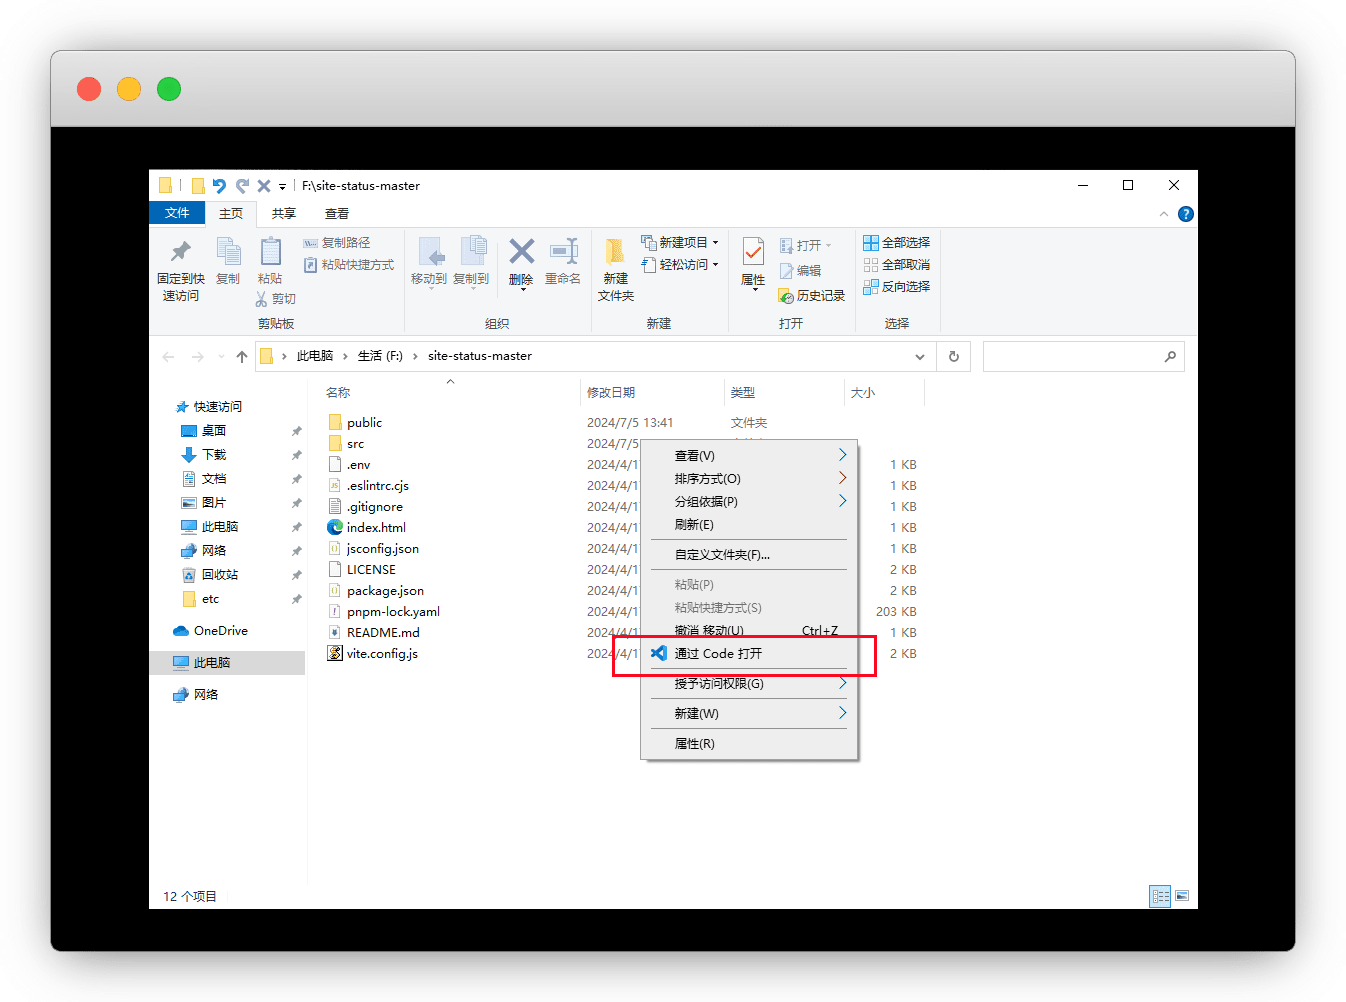 F:\site-status-master
文件 主页 共享 查看
固定到快
速访问
复制
粘贴
复制路径
粘贴快捷方式
剪切
剪贴板
移动到
复制到
删除
重命名
组织
新建
文件夹
新建项目
轻松访问
新建
属性
打开
编辑
历史记录
打开
全部选择
全部取消
反向选择
选择
此电脑 生活 (F:) site-status-master
名称 修改日期 类型 大小
快速访问
桌面
下载
文档
图片
此电脑
网络
回收站
etc
OneDrive
此电脑
网络
public 2024/7/5 13:41 文件夹
src 2024/7/5
.env 2024/4/1 1 KB
.eslintrc.cjs 2024/4/1 1 KB
.gitignore 2024/4/1 1 KB
index.html 2024/4/1 1 KB
jsconfig.json 2024/4/1 1 KB
LICENSE 2024/4/1 2 KB
package.json 2024/4/1 2 KB
pnpm-lock.yaml 2024/4/1 203 KB
README.md 2024/4/1 1 KB
vite.config.js 2024/4/1 2 KB
查看(V)
排序方式(O)
分组依据(P)
刷新(E)
自定义文件夹(F)...
粘贴(P)
粘贴快捷方式(S)
撤消 移动(U) Ctrl+Z
通过 Code 打开
授予访问权限(G)
新建(W)
属性(R)
12 个项目